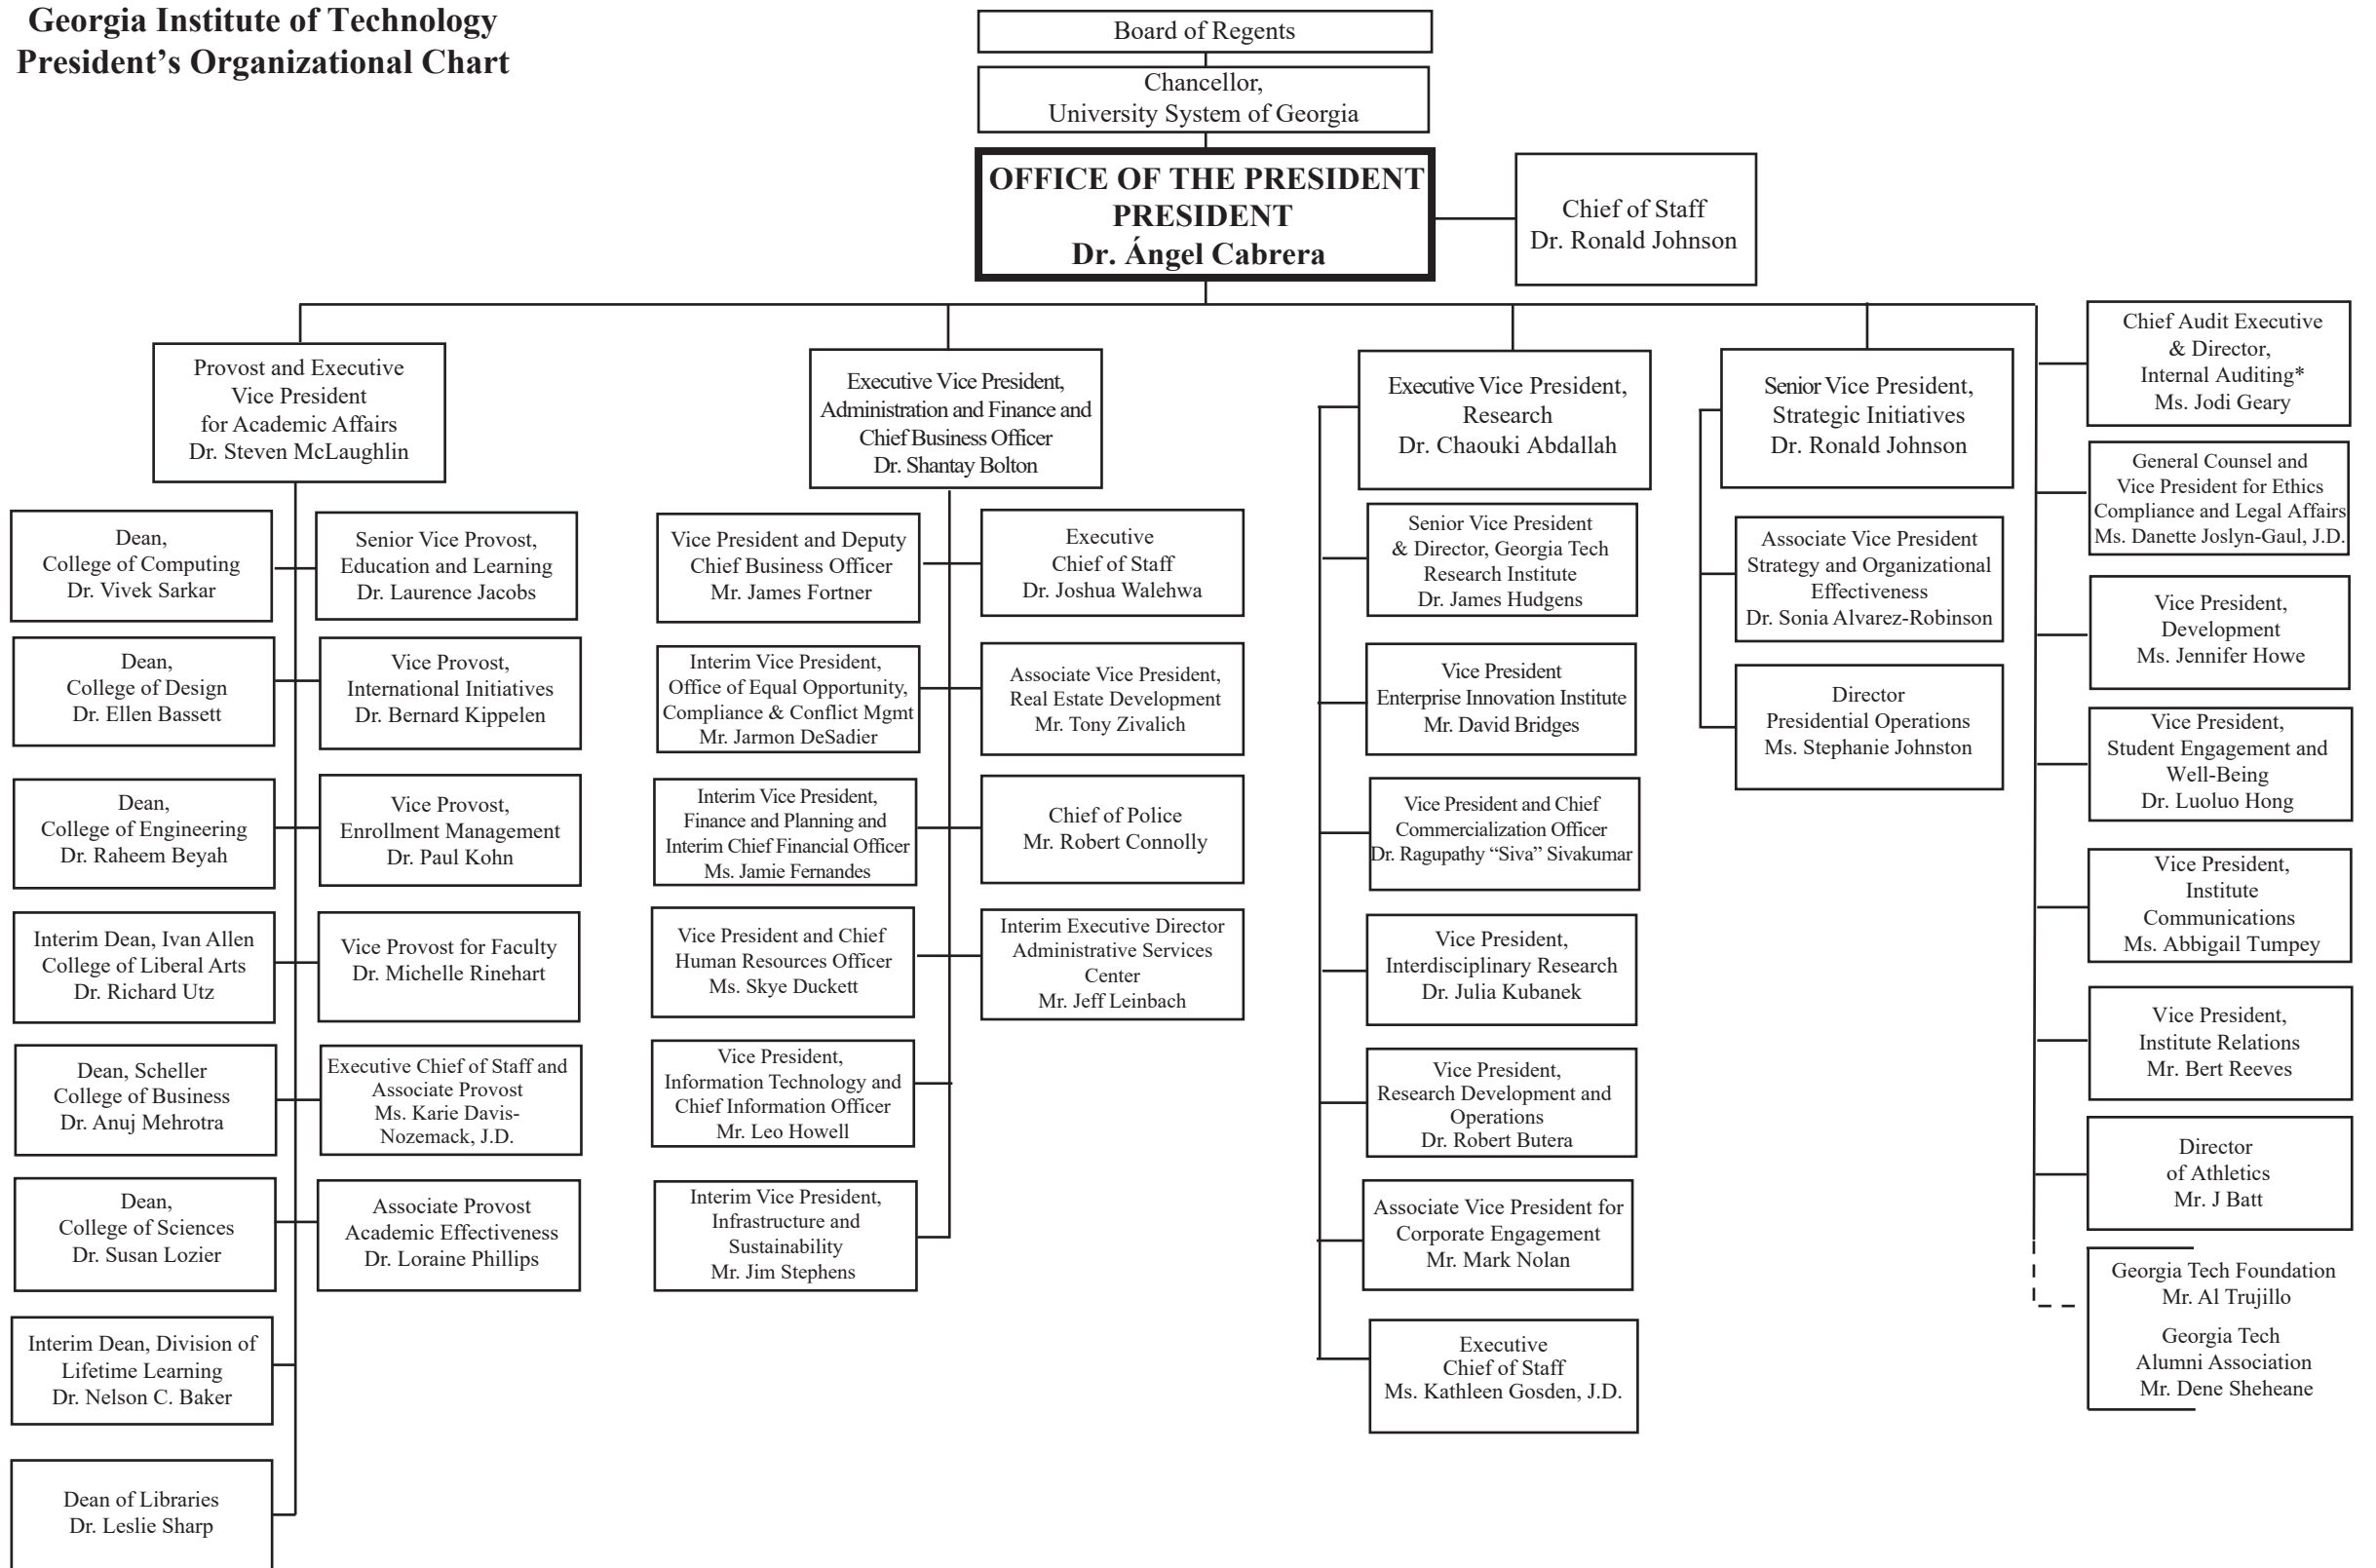 Georgia Institute of Technology
President’s Organizational Chart
Board of Regents
Chancellor,
University System of Georgia
OFFICE OF THE PRESIDENT
PRESIDENT
Dr. Ángel Cabrera
Chief of Staff
Dr. Ronald Johnson
Provost and Executive
Vice President
for Academic Affairs
Dr. Steven McLaughlin
Dean,
College of Computing
Dr. Vivek Sarkar
Senior Vice Provost,
Education and Learning
Dr. Laurence Jacobs
Dean,
College of Design
Dr. Ellen Bassett
Vice Provost,
International Initiatives
Dr. Bernard Kippelen
Dean,
College of Engineering
Dr. Raheem Beyah
Vice Provost,
Enrollment Management
Dr. Paul Kohn
Interim Dean, Ivan Allen
College of Liberal Arts
Dr. Richard Utz
Vice Provost for Faculty
Dr. Michelle Rinehart
Dean, Scheller
College of Business
Dr. Anuj Mehrotra
Executive Chief of Staff and
Associate Provost
Ms. Karie Davis-
Nozemack, J.D.
Dean,
College of Sciences
Dr. Susan Lozier
Associate Provost
Academic Effectiveness
Dr. Loraine Phillips
Interim Dean, Division of
Lifetime Learning
Dr. Nelson C. Baker
Dean of Libraries
Dr. Leslie Sharp
Executive Vice President,
Administration and Finance and
Chief Business Officer
Dr. Shantay Bolton
Vice President and Deputy
Chief Business Officer
Mr. James Fortner
Executive
Chief of Staff
Dr. Joshua Walehwa
Interim Vice President,
Office of Equal Opportunity,
Compliance & Conflict Mgmt
Mr. Jarmon DeSadier
Associate Vice President,
Real Estate Development
Mr. Tony Zivalich
Interim Vice President,
Finance and Planning and
Interim Chief Financial Officer
Ms. Jamie Fernandes
Chief of Police
Mr. Robert Connolly
Vice President and Chief
Human Resources Officer
Ms. Skye Duckett
Interim Executive Director
Administrative Services
Center
Mr. Jeff Leinbach
Vice President,
Information Technology and
Chief Information Officer
Mr. Leo Howell
Interim Vice President,
Infrastructure and
Sustainability
Mr. Jim Stephens
Executive Vice President,
Research
Dr. Chaouki Abdallah
Senior Vice President
& Director, Georgia Tech
Research Institute
Dr. James Hudgens
Vice President
Enterprise Innovation Institute
Mr. David Bridges
Vice President and Chief
Commercialization Officer
Dr. Ragupathy “Siva” Sivakumar
Vice President,
Interdisciplinary Research
Dr. Julia Kubanek
Vice President,
Research Development and
Operations
Dr. Robert Butera
Associate Vice President for
Corporate Engagement
Mr. Mark Nolan
Executive
Chief of Staff
Ms. Kathleen Gosden, J.D.
Senior Vice President,
Strategic Initiatives
Dr. Ronald Johnson
Associate Vice President
Strategy and Organizational
Effectiveness
Dr. Sonia Alvarez-Robinson
Director
Presidential Operations
Ms. Stephanie Johnston
Chief Audit Executive
& Director,
Internal Auditing*
Ms. Jodi Geary
General Counsel and
Vice President for Ethics
Compliance and Legal Affairs
Ms. Danette Joslyn-Gaul, J.D.
Vice President,
Development
Ms. Jennifer Howe
Vice President,
Student Engagement and
Well-Being
Dr. Luoluo Hong
Vice President,
Institute
Communications
Ms. Abbigail Tumpey
Vice President,
Institute Relations
Mr. Bert Reeves
Director
of Athletics
Mr. J Batt
Georgia Tech Foundation
Mr. Al Trujillo
Georgia Tech
Alumni Association
Mr. Dene Sheheane